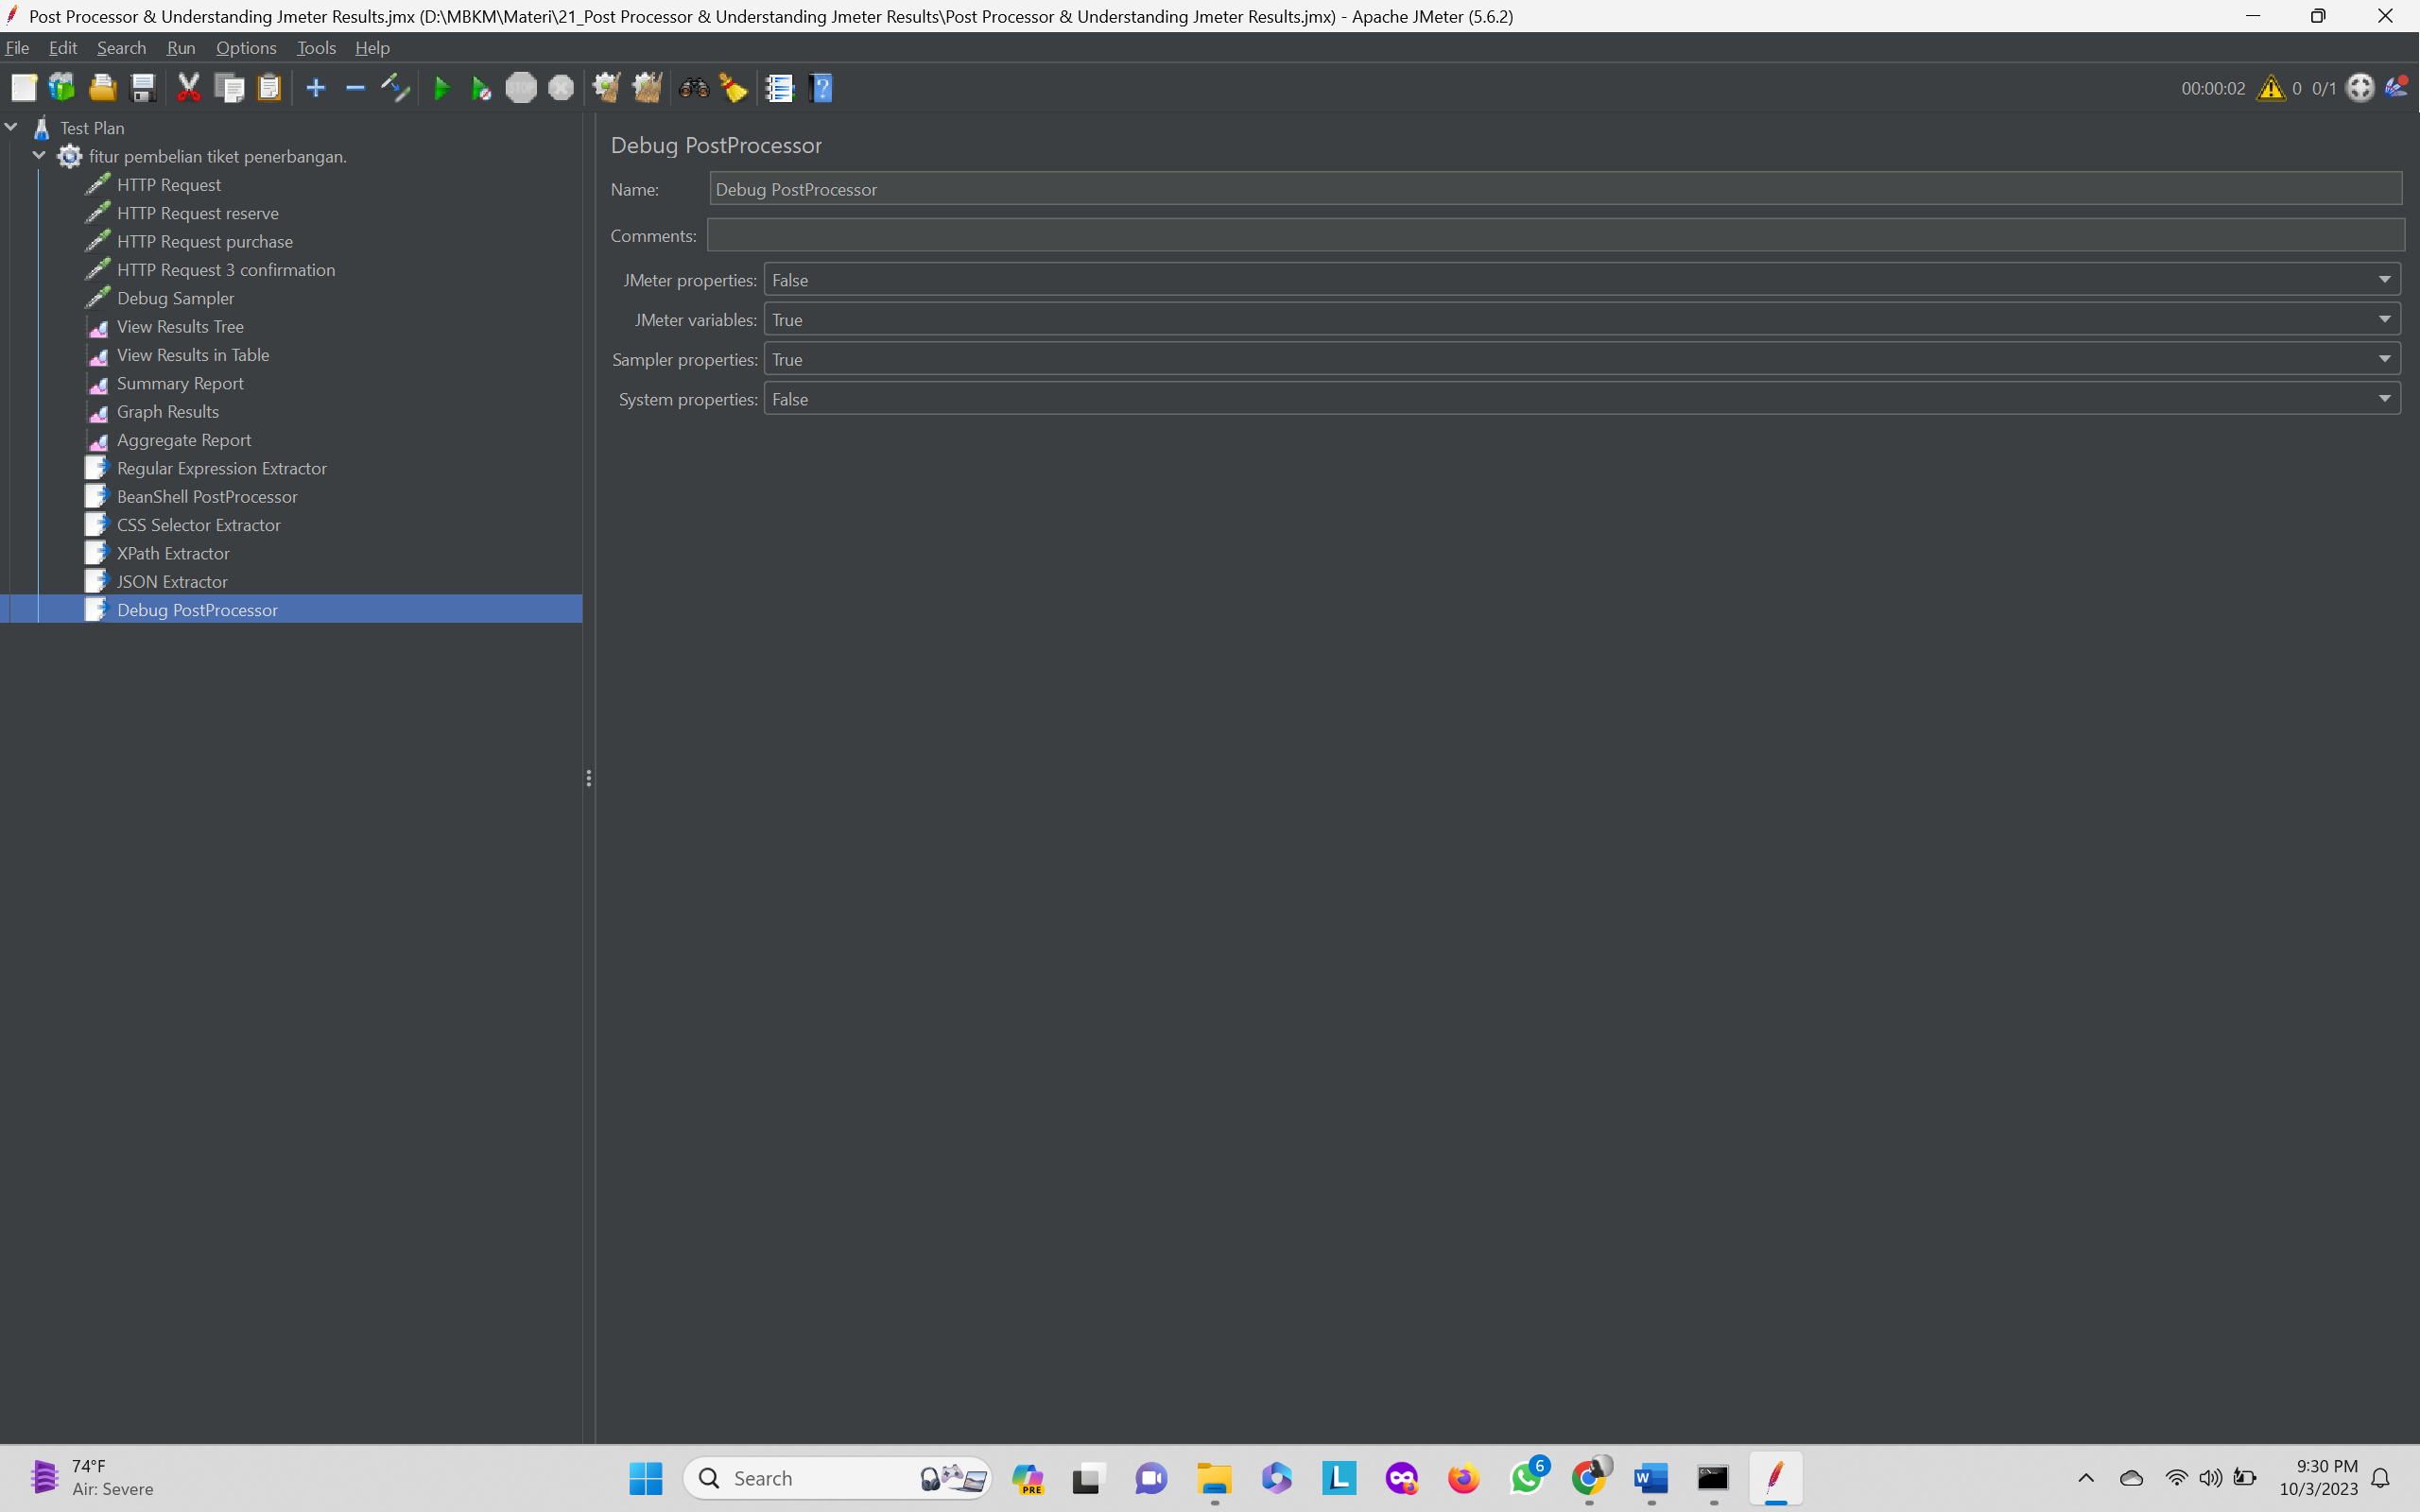 Post Processor & Understanding Jmeter Results.jmx (D:\MBKM\Materi\21_Post Processor & Understanding Jmeter Results\Post Processor & Understanding Jmeter Results.jmx) - Apache JMeter (5.6.2)
File Edit Search Run Options Tools Help
STOP
00:00:02 0 0/1
Test Plan
fitur pembelian tiket penerbangan.
HTTP Request
HTTP Request reserve
HTTP Request purchase
HTTP Request 3 confirmation
Debug Sampler
View Results Tree
View Results in Table
Summary Report
Graph Results
Aggregate Report
Regular Expression Extractor
BeanShell PostProcessor
CSS Selector Extractor
XPath Extractor
JSON Extractor
Debug PostProcessor
Debug PostProcessor
Name: Debug PostProcessor
Comments:
JMeter properties: False
JMeter variables: True
Sampler properties: True
System properties: False
74°F
Air: Severe
Search
PRE
L
6
W
9:30 PM
10/3/2023